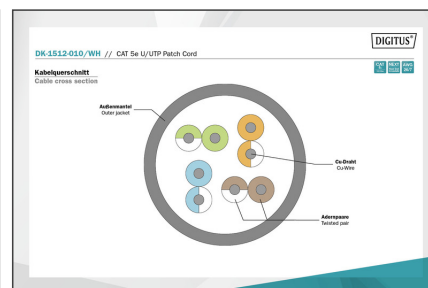 DIGITUS®
DK-1512-010/WH // CAT 5e U/UTP Patch Cord
Kabelquerschnitt
Cable cross section
Außenmantel
Outer jacket
Cu-Draht
Cu-Wire
Adernpaare
Twisted pair